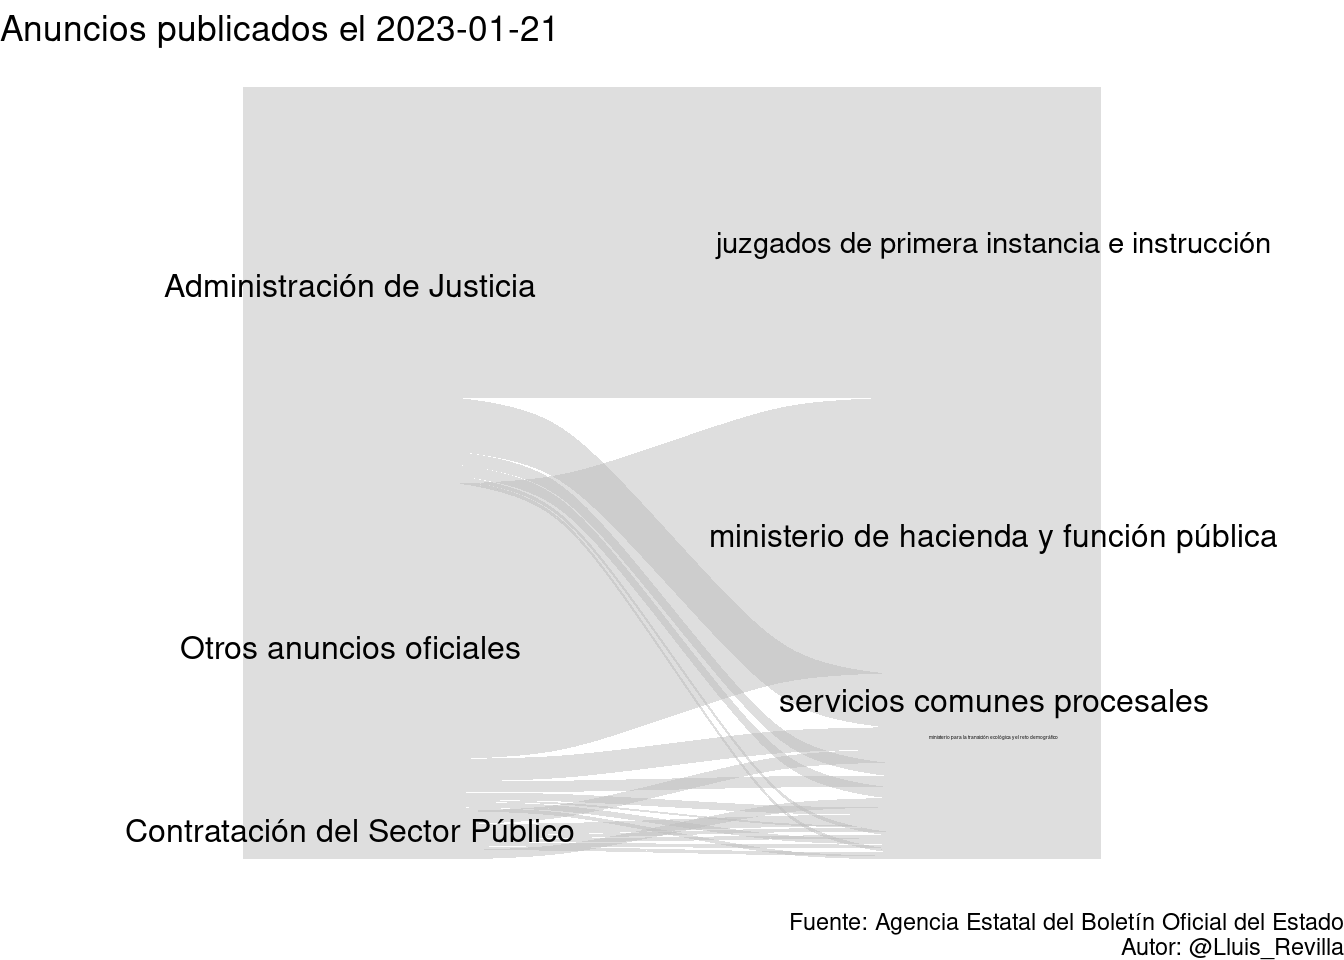 Anuncios publicados el 2023-01-21
juzgados de primera instancia e instrucción
Administración de Justicia
ministerio de hacienda y función pública
Otros anuncios oficiales
servicios comunes procesales
ministerio para la transición ecológica y el reto demográfico
Contratación del Sector Público
Fuente: Agencia Estatal del Boletín Oficial del Estado
Autor: @Lluis_Revilla